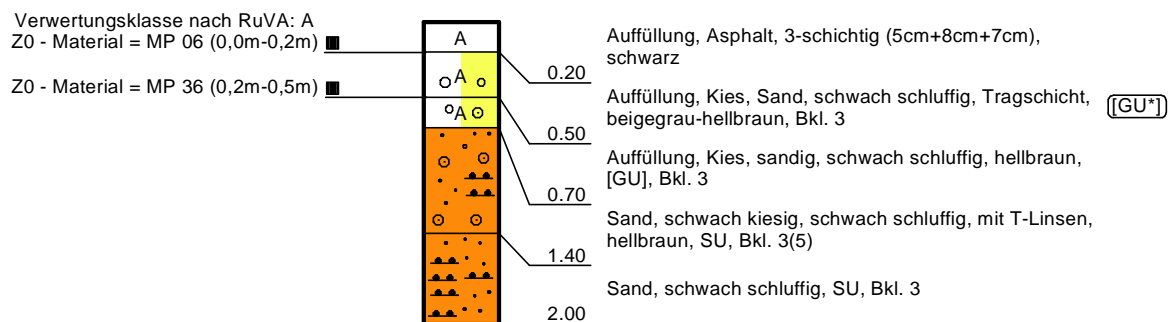 Verwertungsklasse nach RuVA: A
Z0 - Material = MP 06 (0,0m-0,2m)
Z0 - Material = MP 36 (0,2m-0,5m)
A
A
A
0.20
0.50
0.70
1.40
2.00
Auffüllung, Asphalt, 3-schichtig (5cm+8cm+7cm),
schwarz
Auffüllung, Kies, Sand, schwach schluffig, Tragschicht,
beigegrau-hellbraun, Bkl. 3
[GU*]
Auffüllung, Kies, sandig, schwach schluffig, hellbraun,
[GU], Bkl. 3
Sand, schwach kiesig, schwach schluffig, mit T-Linsen,
hellbraun, SU, Bkl. 3(5)
Sand, schwach schluffig, SU, Bkl. 3